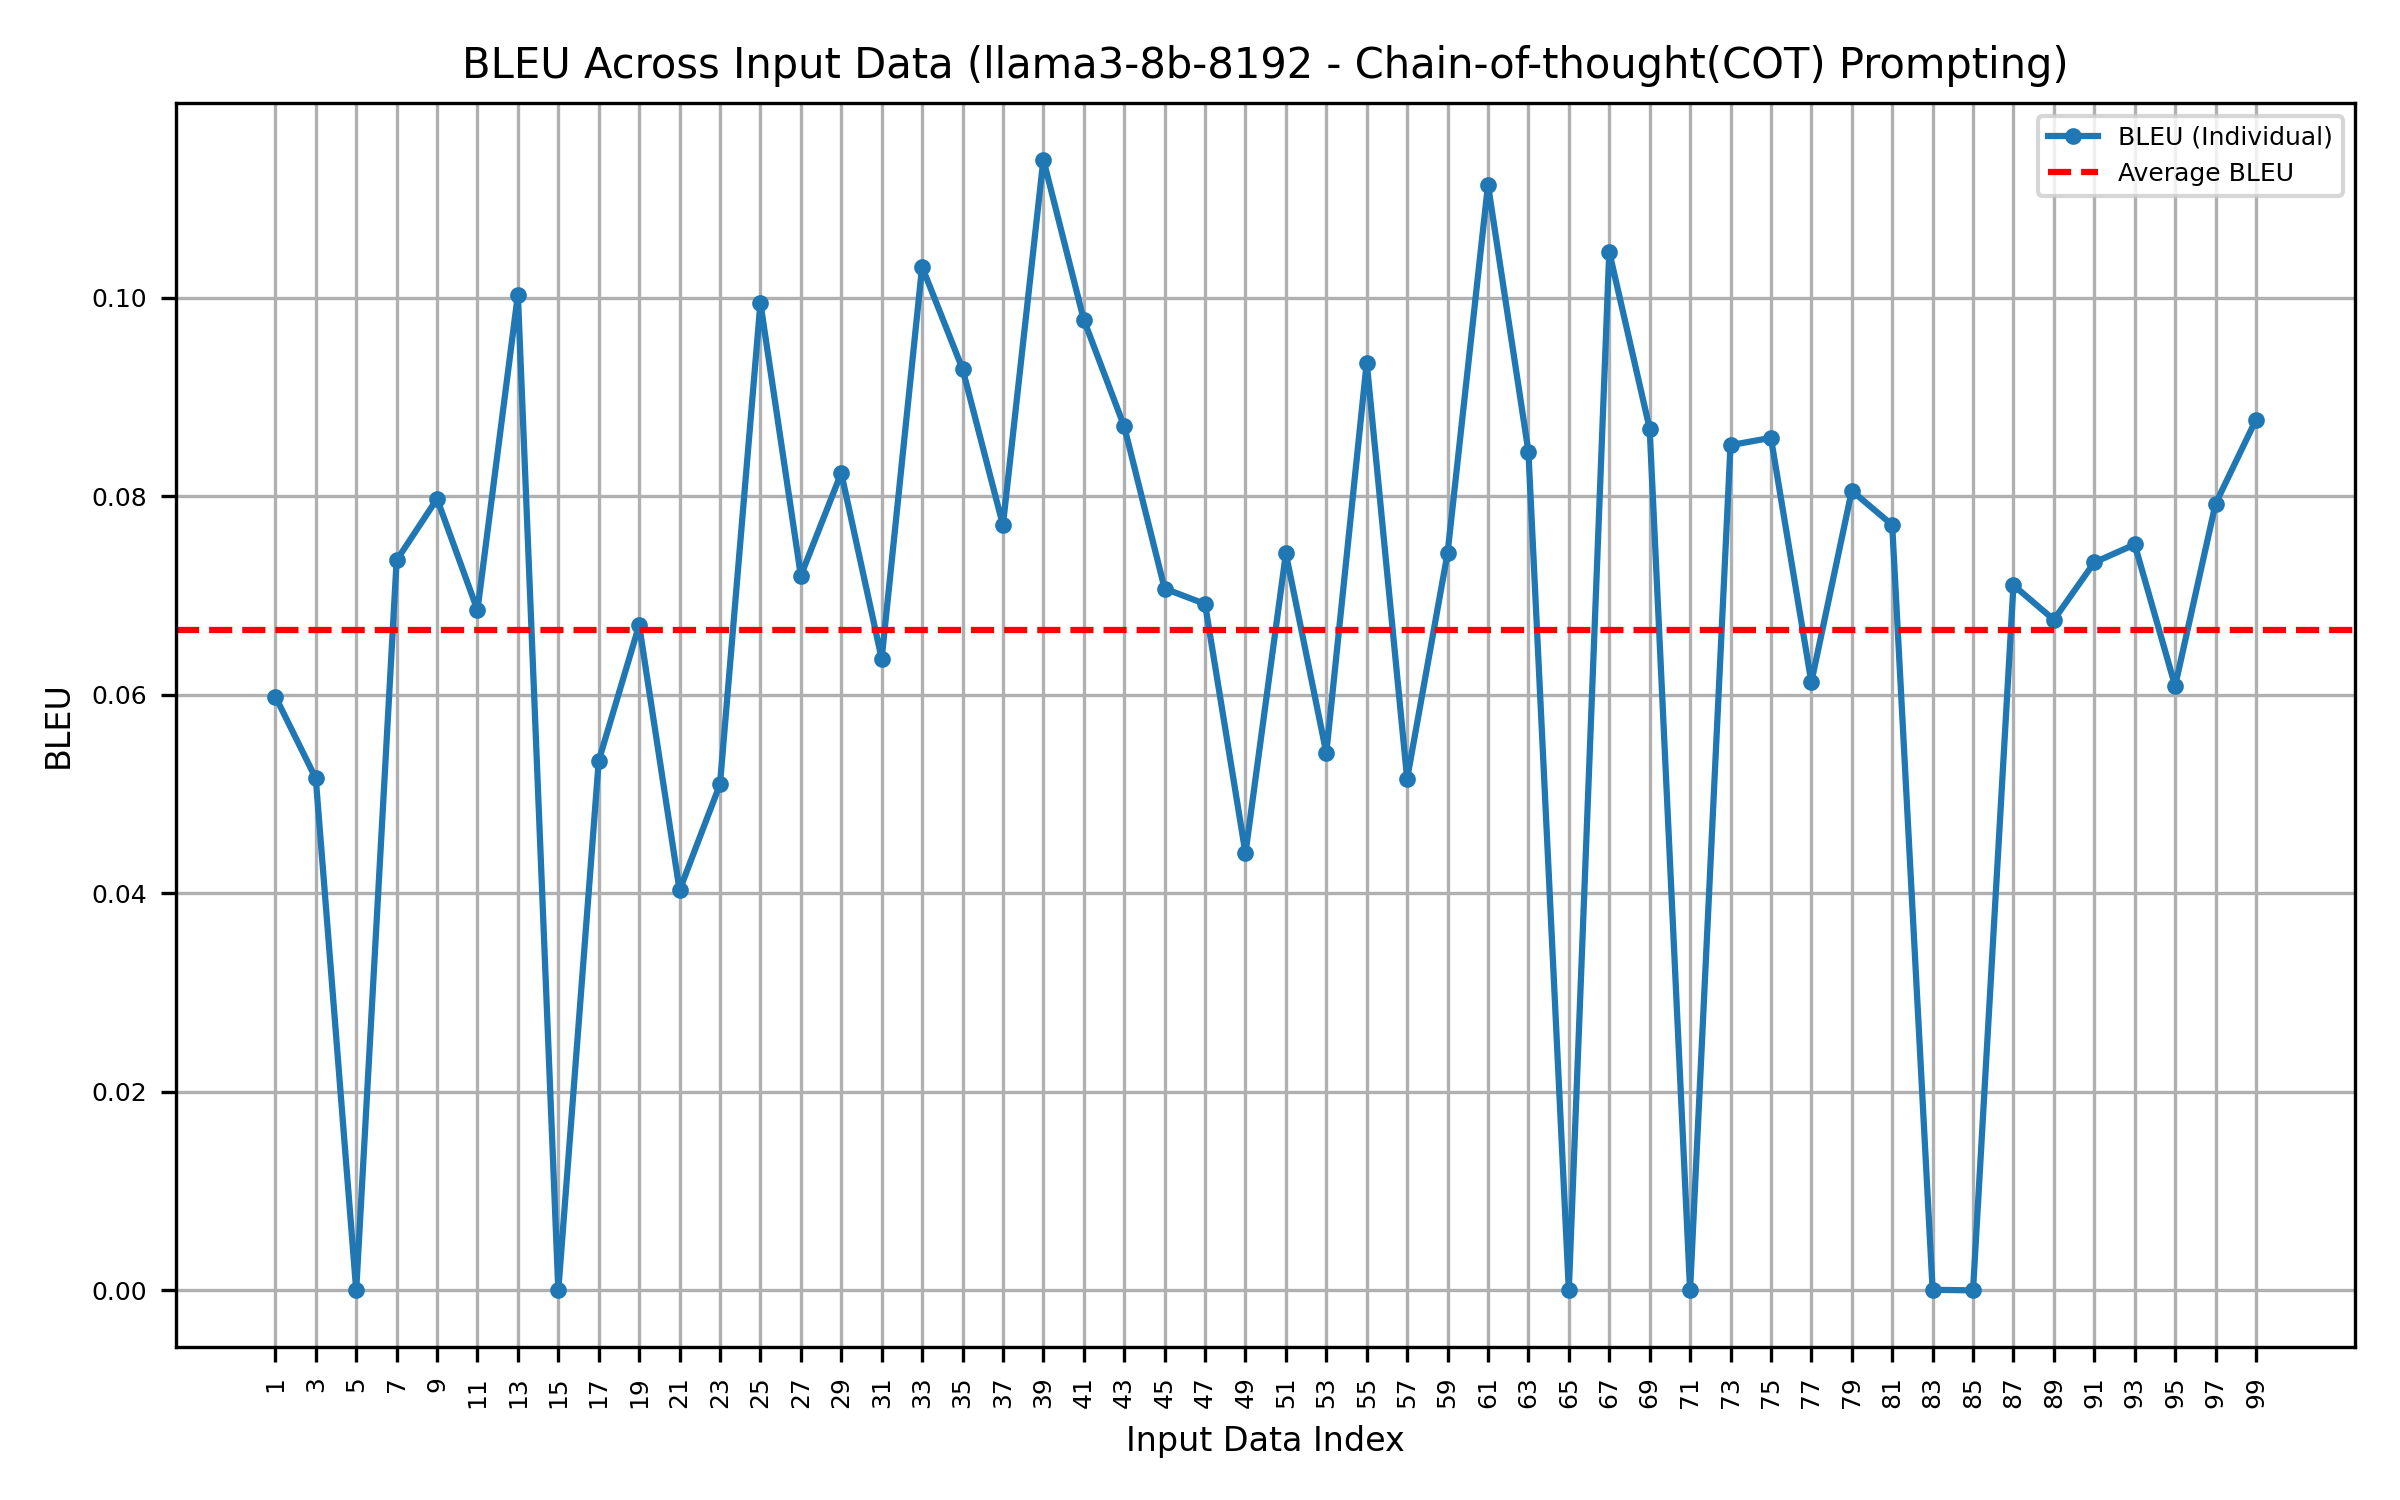 BLEU Across Input Data (llama3-8b-8192 - Chain-of-thought(COT) Prompting)
BLEU (Individual)
Average BLEU
BLEU
0.10
0.08
0.06
0.04
0.02
0.00
1 3 5 7 9 11 13 15 17 19 21 23 25 27 29 31 33 35 37 39 41 43 45 47 49 51 53 55 57 59 61 63 65 67 69 71 73 75 77 79 81 83 85 87 89 91 93 95 97 99
Input Data Index